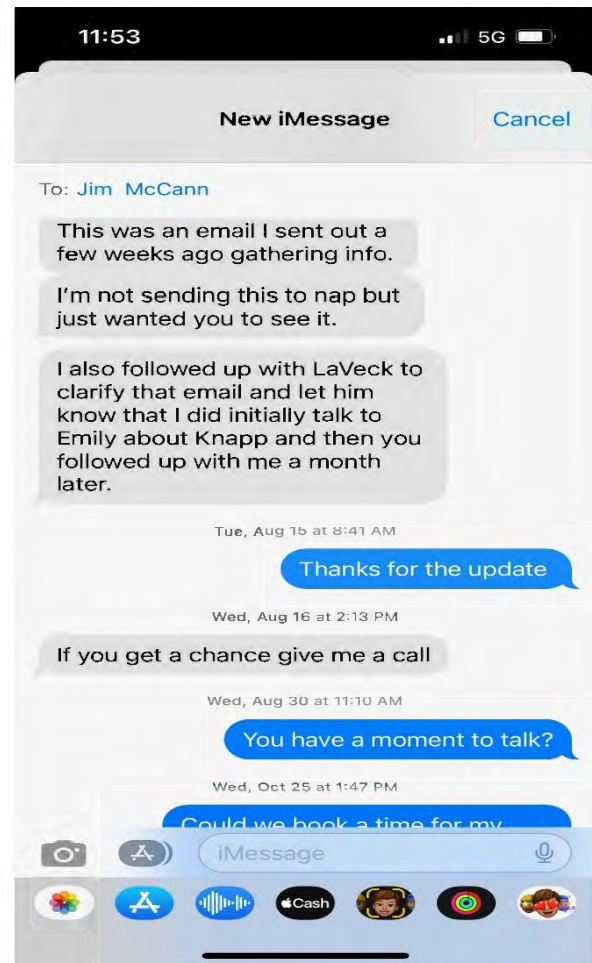 11:53
5G
New iMessage
Cancel
To: Jim McCann
This was an email I sent out a
few weeks ago gathering info.
I'm not sending this to nap but
just wanted you to see it.
I also followed up with LaVeck to
clarify that email and let him
know that I did initially talk to
Emily about Knapp and then you
followed up with me a month
later.
Tue, Aug 15 at 8:41 AM
Thanks for the update
Wed, Aug 16 at 2:13 PM
If you get a chance give me a call
Wed, Aug 30 at 11:10 AM
You have a moment to talk?
Wed, Oct 25 at 1:47 PM
Could we book a time for my
iMessage
Cash